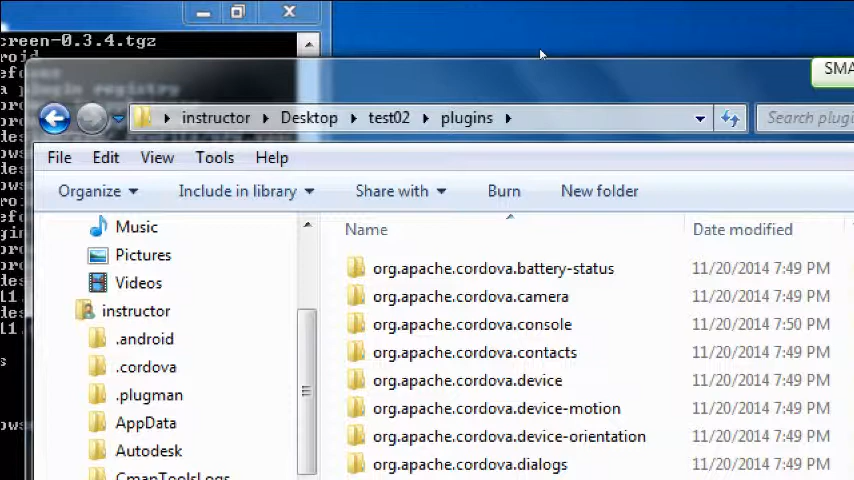 creen-0.3.4.tgz
SMA
instructor Desktop test02 plugins
Search plugi
File Edit View Tools Help
Organize Include in library Share with Burn New folder
Name Date modified
Music
Pictures
Videos
instructor
.android
.cordova
.plugman
AppData
Autodesk
CmapToolsLogs
org.apache.cordova.battery-status 11/20/2014 7:49 PM
org.apache.cordova.camera 11/20/2014 7:49 PM
org.apache.cordova.console 11/20/2014 7:50 PM
org.apache.cordova.contacts 11/20/2014 7:49 PM
org.apache.cordova.device 11/20/2014 7:49 PM
org.apache.cordova.device-motion 11/20/2014 7:49 PM
org.apache.cordova.device-orientation 11/20/2014 7:49 PM
org.apache.cordova.dialogs 11/20/2014 7:49 PM